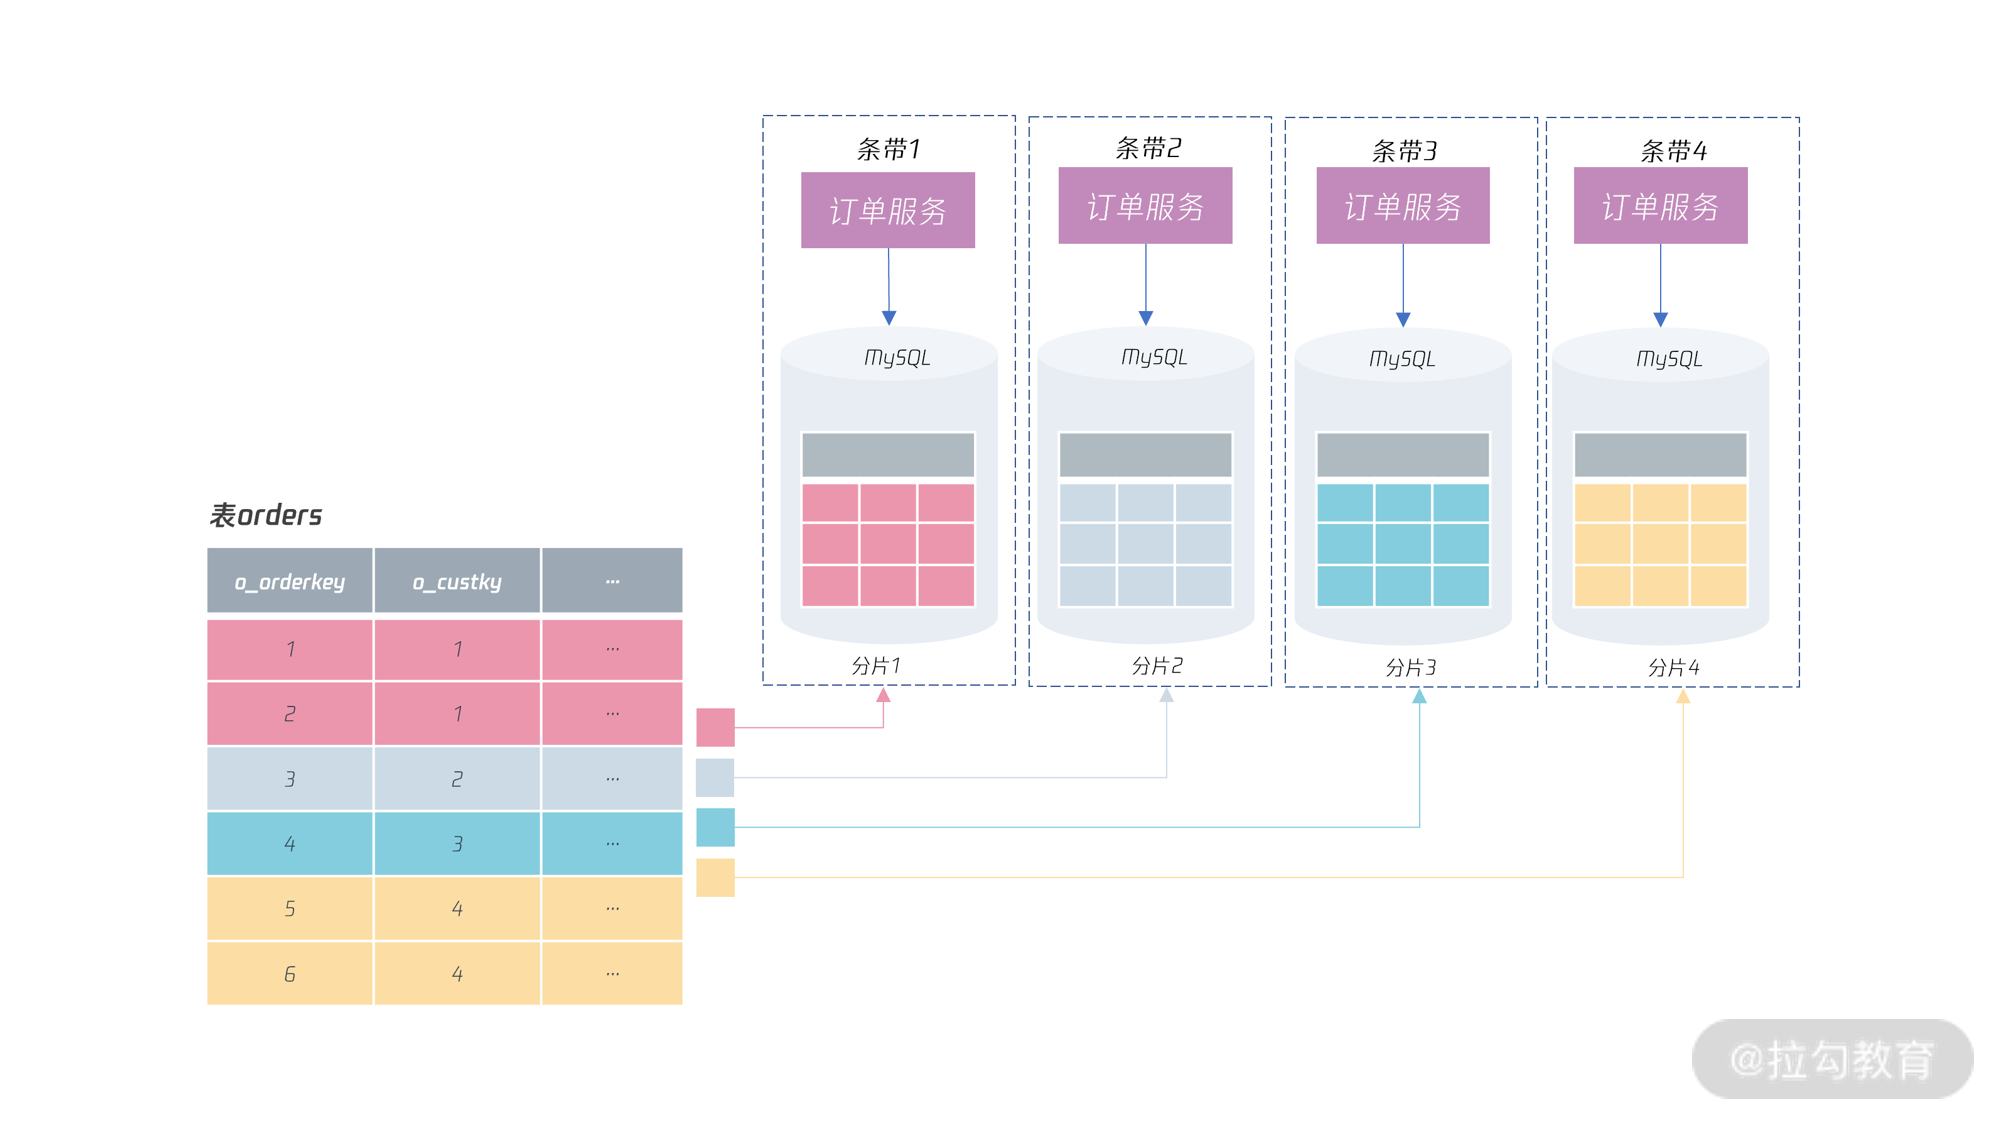 条带1
订单服务
MySQL
分片1
条带2
订单服务
MySQL
分片2
条带3
订单服务
MySQL
分片3
条带4
订单服务
MySQL
分片4
表orders
o_orderkey o_custky ...
1 1 ...
2 1 ...
3 2 ...
4 3 ...
5 4 ...
6 4 ...
@拉勾教育